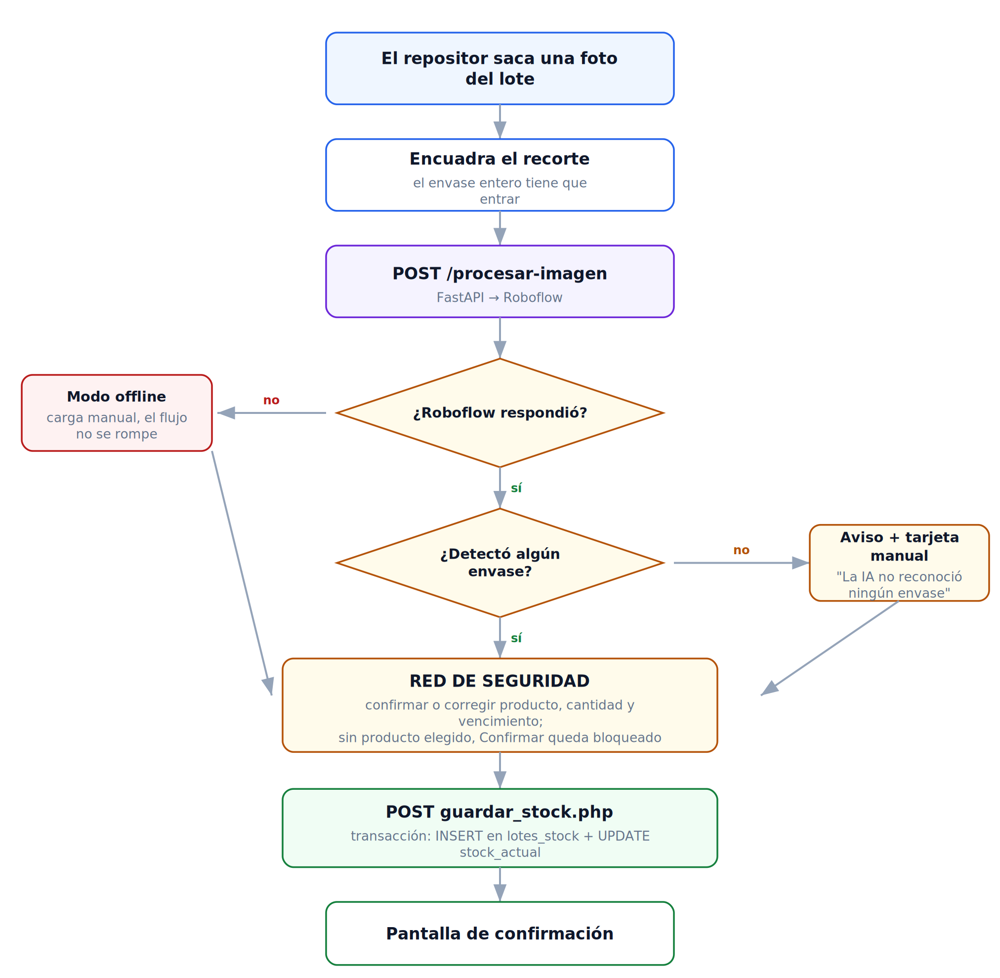 El repositor saca una foto
del lote
Encuadra el recorte
el envase entero tiene que
entrar
POST /procesar-imagen
FastAPI → Roboflow
¿Roboflow respondió?
no
Modo offline
carga manual, el flujo
no se rompe
sí
¿Detectó algún
envase?
no
Aviso + tarjeta
manual
"La IA no reconoció
ningún envase"
sí
RED DE SEGURIDAD
confirmar o corregir producto, cantidad y
vencimiento;
sin producto elegido, Confirmar queda bloqueado
POST guardar_stock.php
transacción: INSERT en lotes_stock + UPDATE
stock_actual
Pantalla de confirmación